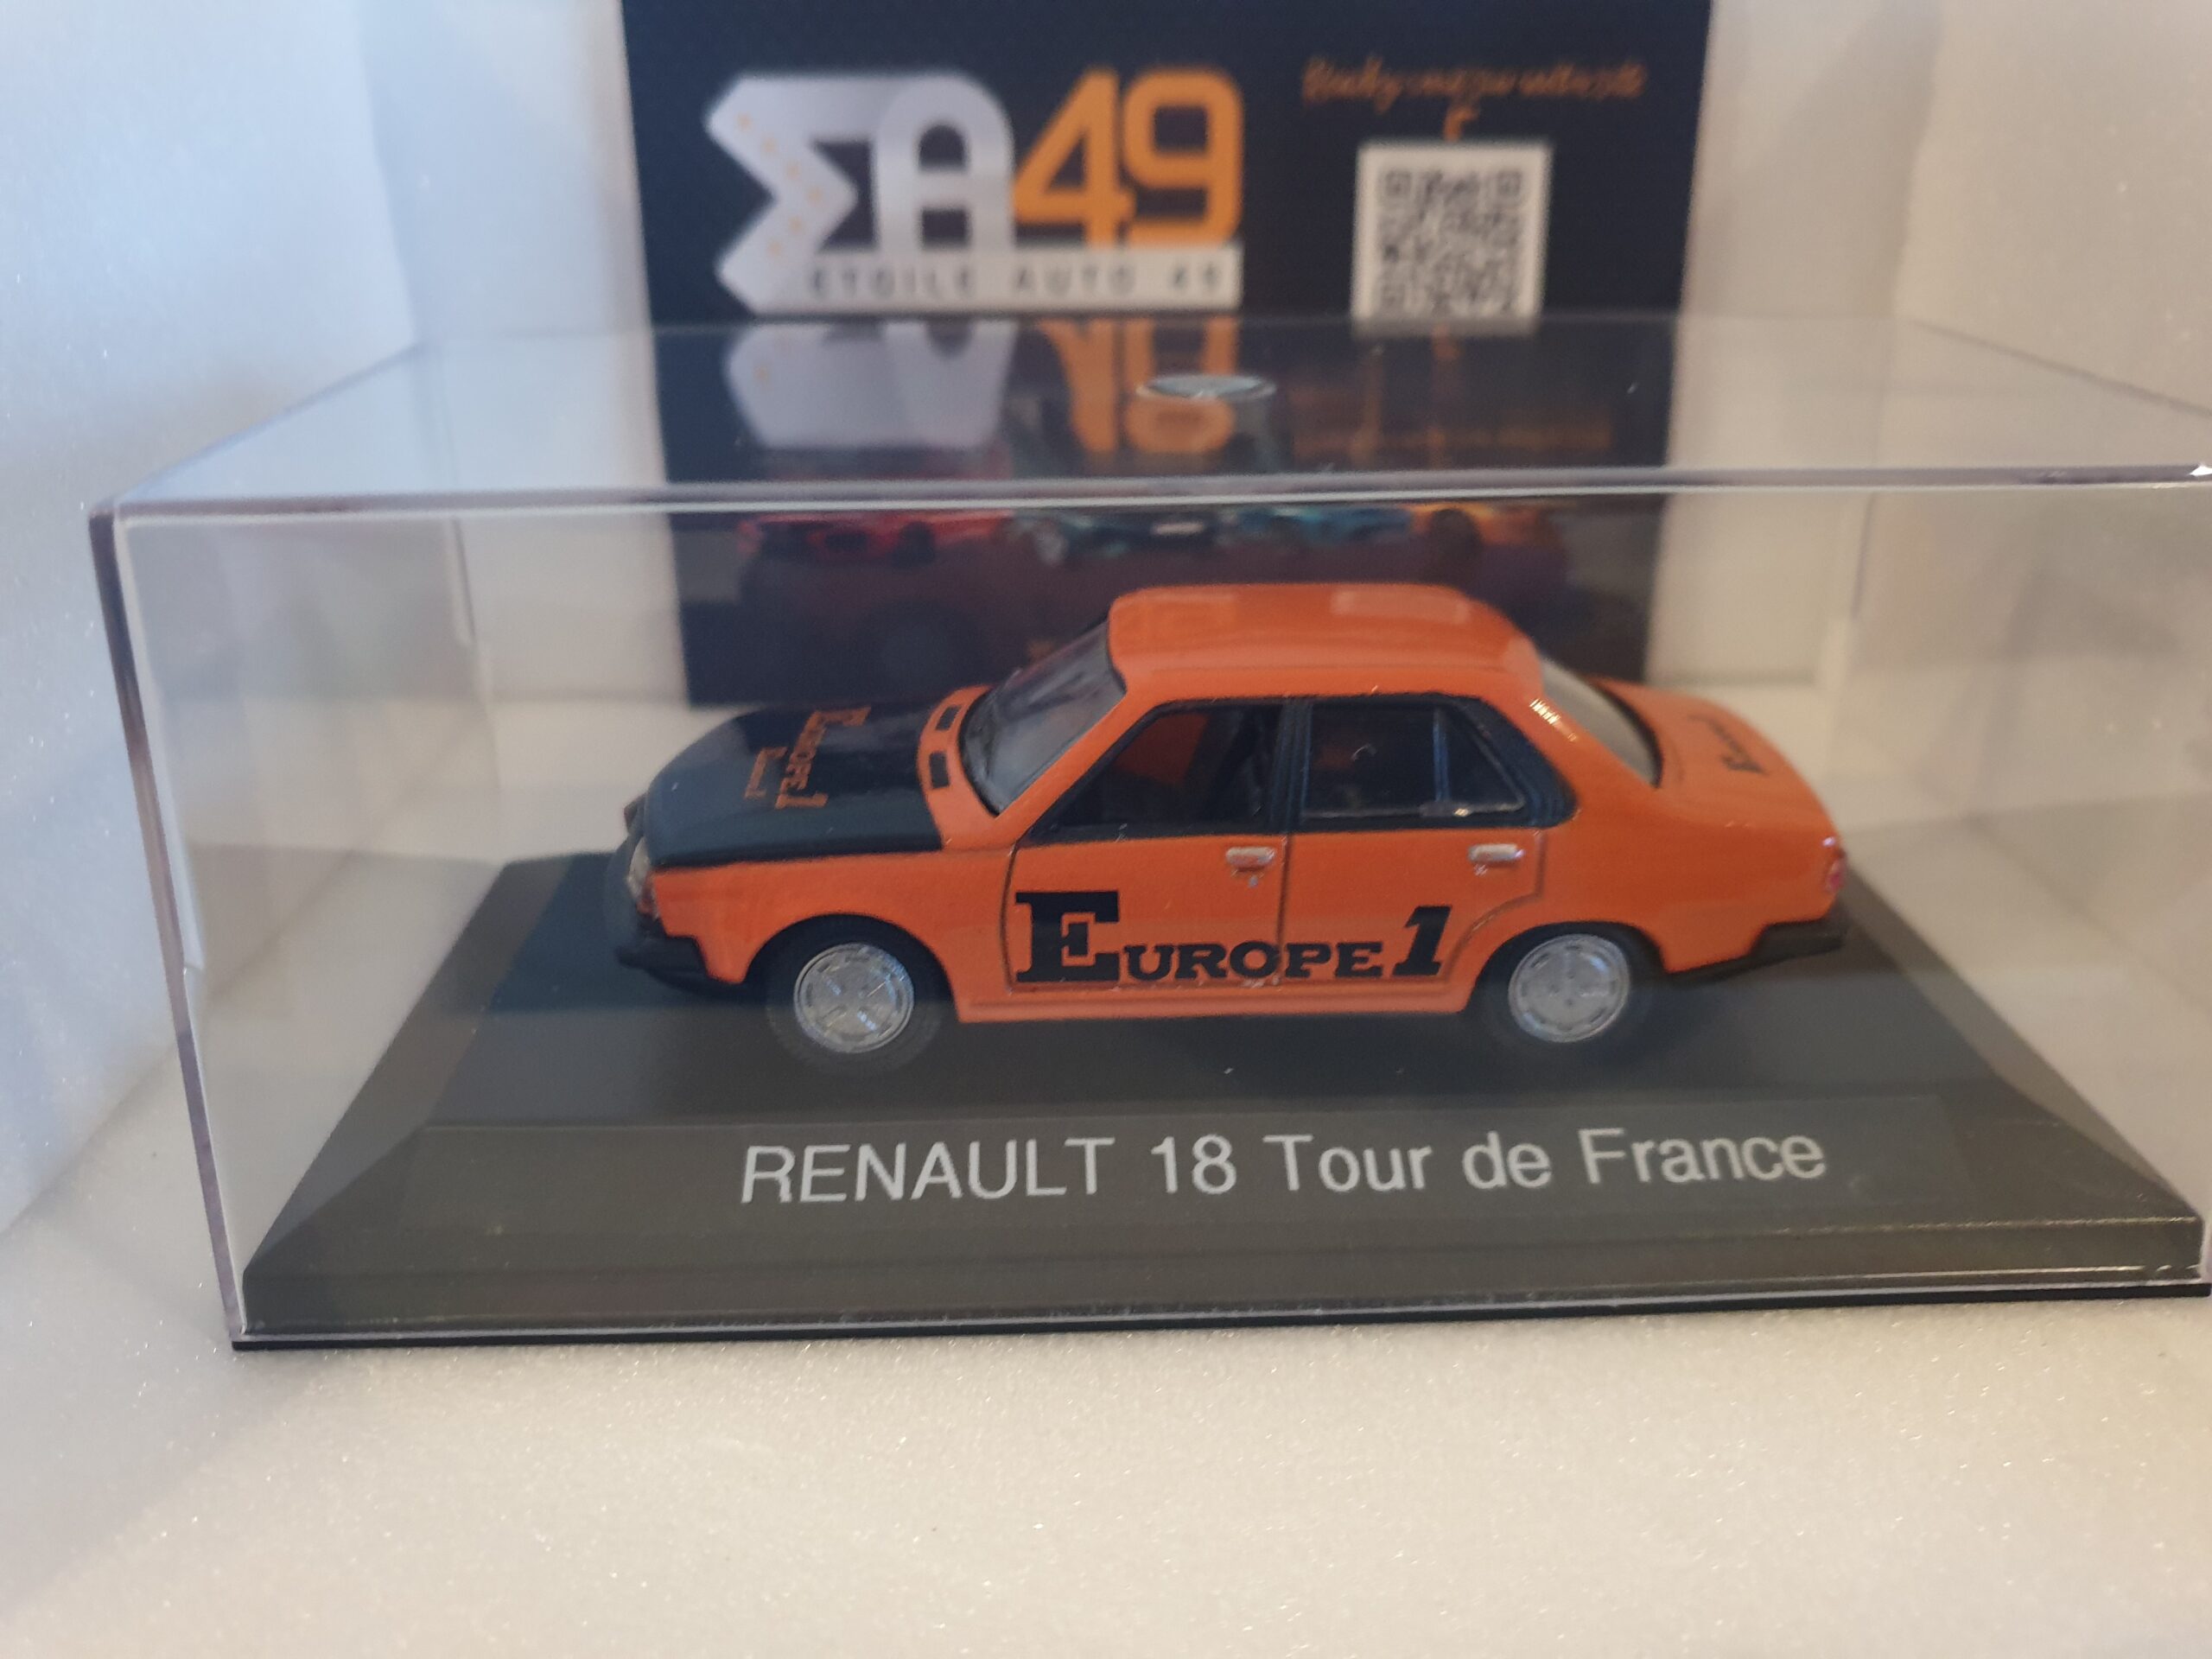 EA49
ETOILE AUTO 49
EUROPE 1
EUROPE 1
RENAULT 18 Tour de France